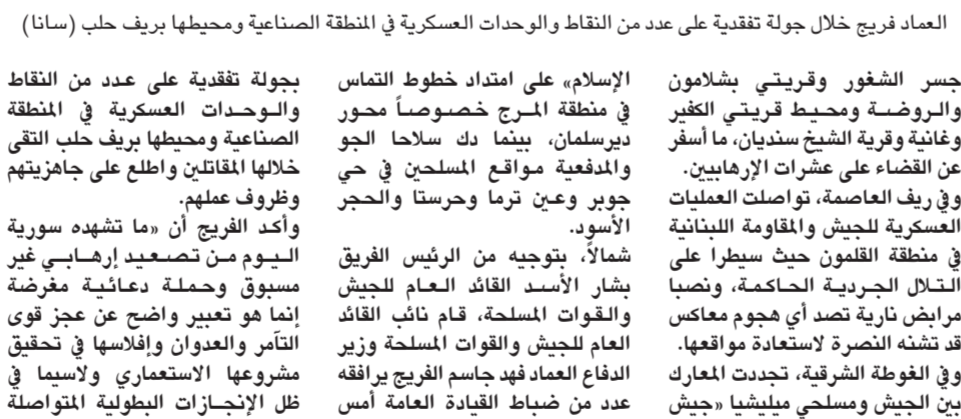 العماد فريج خلال جولة تفقدية على عدد من النقاط والوحدات العسكرية في المنطقة الصناعية ومحيطها بريف حلب (سانا)
جسر الشغور وقريتي بشلامون
والروضة ومحيط قريتي الكفير
وغانية وقرية الشيخ سنديان، ما أسفر
عن القضاء على عشرات الإرهابيين.
وفي ريف العاصمة، تواصلت العمليات
العسكرية للجيش والمقاومة اللبنانية
في منطقة القلمون حيث سيطرا على
التلال الجردية الحاكمة، ونصبا
مرابض نارية تصد أي هجوم معاكس
قد تشنه النصرة لاستعادة مواقعها.
وفي الغوطة الشرقية، تجددت المعارك
بين الجيش ومسلحي ميليشيا «جيش
الإسلام» على امتداد خطوط التماس
في منطقة المرج خصوصاً محور
ديرسلمان، بينما دك سلاحا الجو
والمدفعية مواقع المسلحين في حي
جوبر وعين ترما وحرستا والحجر
الأسود.
شمالاً، بتوجيه من الرئيس الفريق
بشار الأسد القائد العام للجيش
والقوات المسلحة، قام نائب القائد
العام للجيش والقوات المسلحة وزير
الدفاع العماد فهد جاسم الفريج يرافقه
عدد من ضباط القيادة العامة أمس
بجولة تفقدية على عدد من النقاط
والوحدات العسكرية في المنطقة
الصناعية ومحيطها بريف حلب التقى
خلالها المقاتلين واطلع على جاهزيتهم
وظروف عملهم.
وأكد الفريج أن «ما تشهده سورية
اليوم من تصعيد إرهابي غير
مسبوق وحملة دعائية مغرضة
إنما هو تعبير واضح عن عجز قوى
التآمر والعدوان وإفلاسها في تحقيق
مشروعها الاستعماري ولاسيما في
ظل الإنجازات البطولية المتواصلة